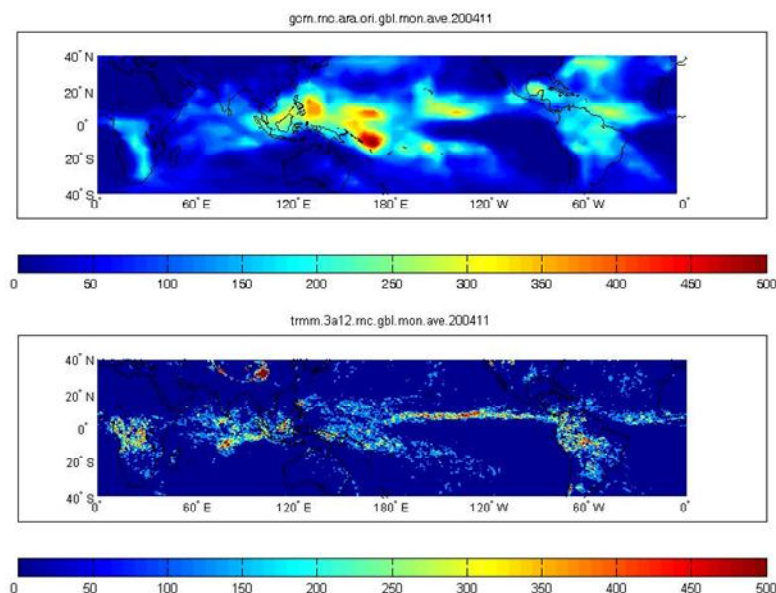 gcm.rnc.ara.ori.gbl.mon.ave.200411
40° N
20° N
0°
20° S
40° S
0° 60° E 120° E 180° E 120° W 60° W 0°
0 50 100 150 200 250 300 350 400 450 500
trmm.3a12.rnc.gbl.mon.ave.200411
40° N
20° N
0°
20° S
40° S
0° 60° E 120° E 180° E 120° W 60° W 0°
0 50 100 150 200 250 300 350 400 450 500